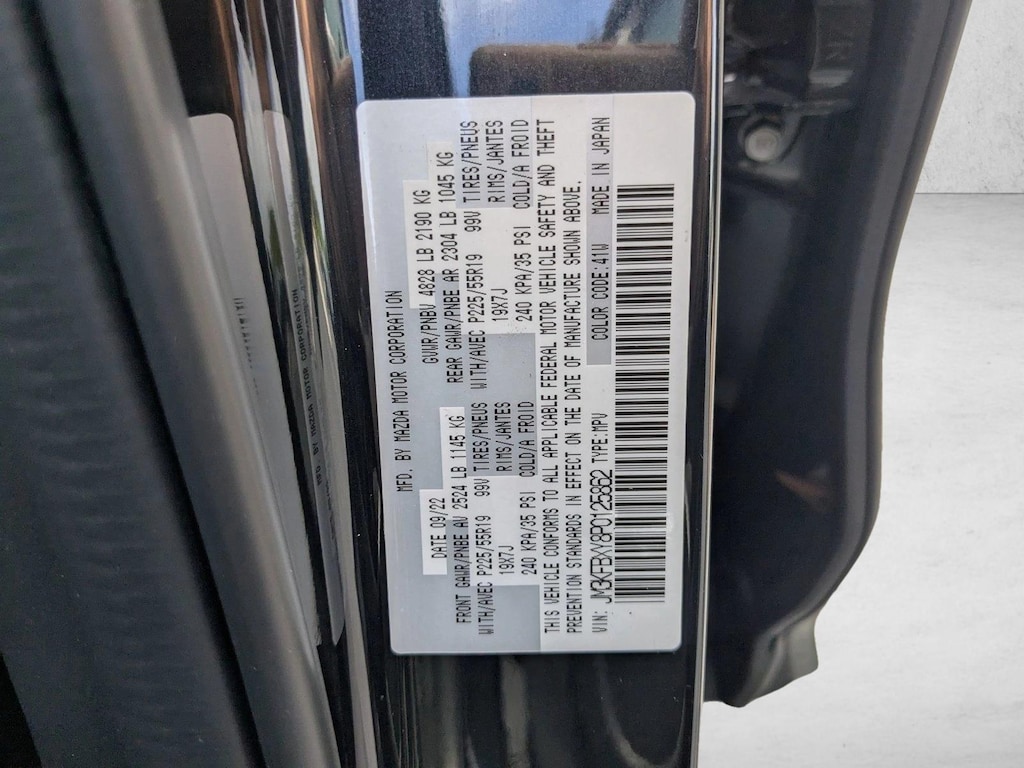 MFD. BY MAZDA MOTOR CORPORATION
DATE 09/22 GVWR/PNBV 4828 LB 2190 KG
FRONT GAWR/PNBE AV 2524 LB 1145 KG REAR GAWR/PNBE AR 2304 LB 1045 KG
WITH/AVEC P225/55R19 99V TIRES/PNEUS WITH/AVEC P225/55R19 99V TIRES/PNEUS
19X7J RIMS/JANTES 19X7J RIMS/JANTES
240 KPA/35 PSI COLD/A FROID 240 KPA/35 PSI COLD/A FROID
THIS VEHICLE CONFORMS TO ALL APPLICABLE FEDERAL MOTOR VEHICLE SAFETY AND THEFT
PREVENTION STANDARDS IN EFFECT ON THE DATE OF MANUFACTURE SHOWN ABOVE.
VIN: JM3KFBXY8P0125862 TYPE:MPV COLOR CODE:41W MADE IN JAPAN